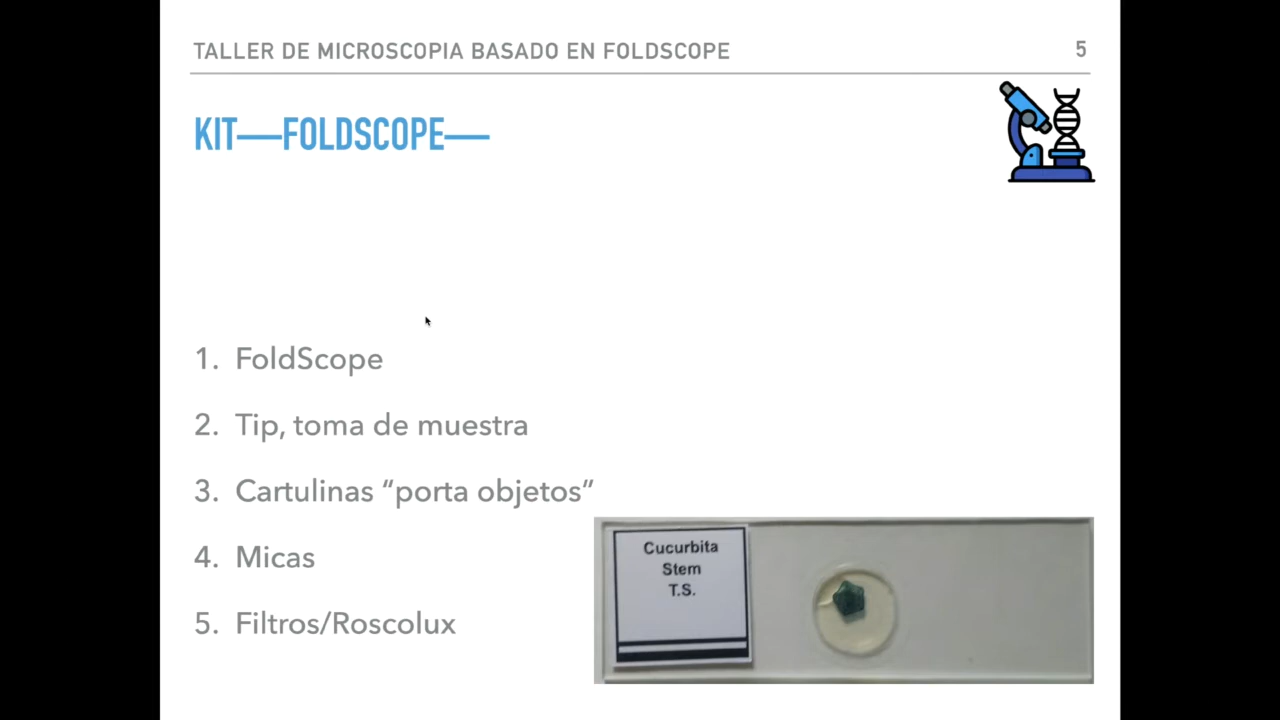 TALLER DE MICROSCOPIA BASADO EN FOLDSCOPE
5
KIT—FOLDSCOPE—
1. FoldScope
2. Tip, toma de muestra
3. Cartulinas “porta objetos”
4. Micas
5. Filtros/Roscolux
Cucurbita
Stem
T.S.